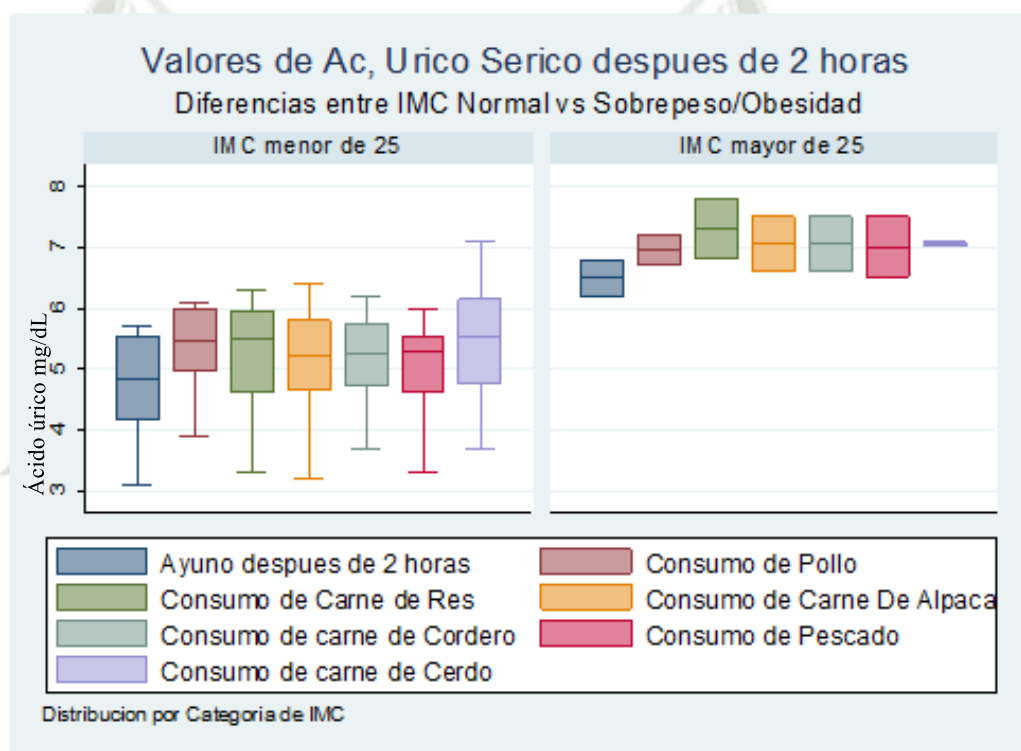 Valores de Ac, Urico Serico despues de 2 horas
Diferencias entre IMC Normal vs Sobrepeso/Obesidad
IMC menor de 25
IMC mayor de 25
Ácido úrico mg/dL
8
7
6
5
4
3
Ayuno despues de 2 horas
Consumo de Pollo
Consumo de Carne de Res
Consumo de Carne De Alpaca
Consumo de carne de Cordero
Consumo de Pescado
Consumo de carne de Cerdo
Distribucion por Categoria de IMC